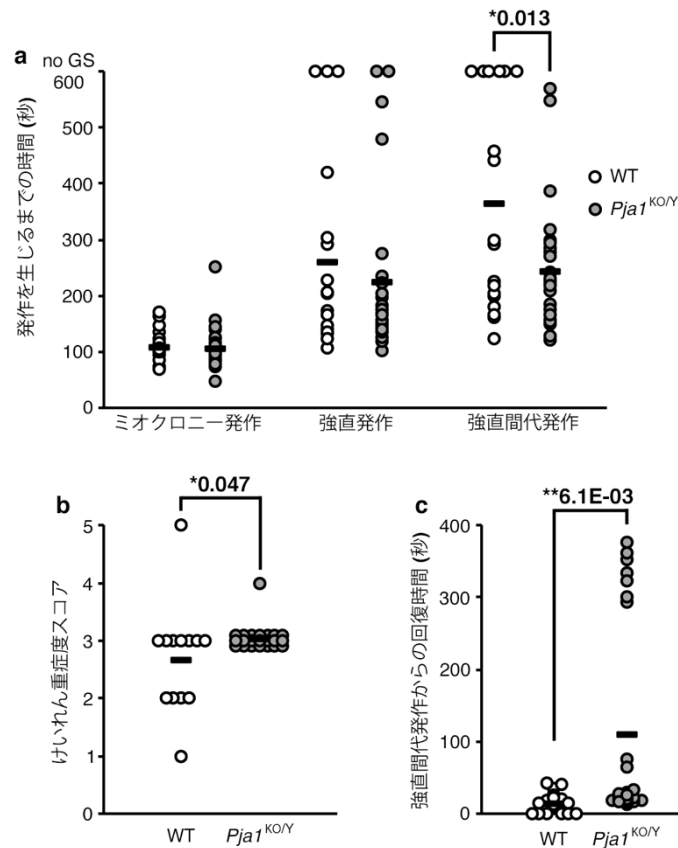 *0.013
a
no GS
600
500
400
300
200
100
0
発作を生じるまでの時間 (秒)
WT
Pja1KO/Y
ミオクロニー発作
強直発作
強直間代発作
b
*0.047
5
4
3
2
1
0
けいれん重症度スコア
WT
Pja1KO/Y
c
**6.1E-03
400
300
200
100
0
強直間代発作からの回復時間 (秒)
WT
Pja1KO/Y